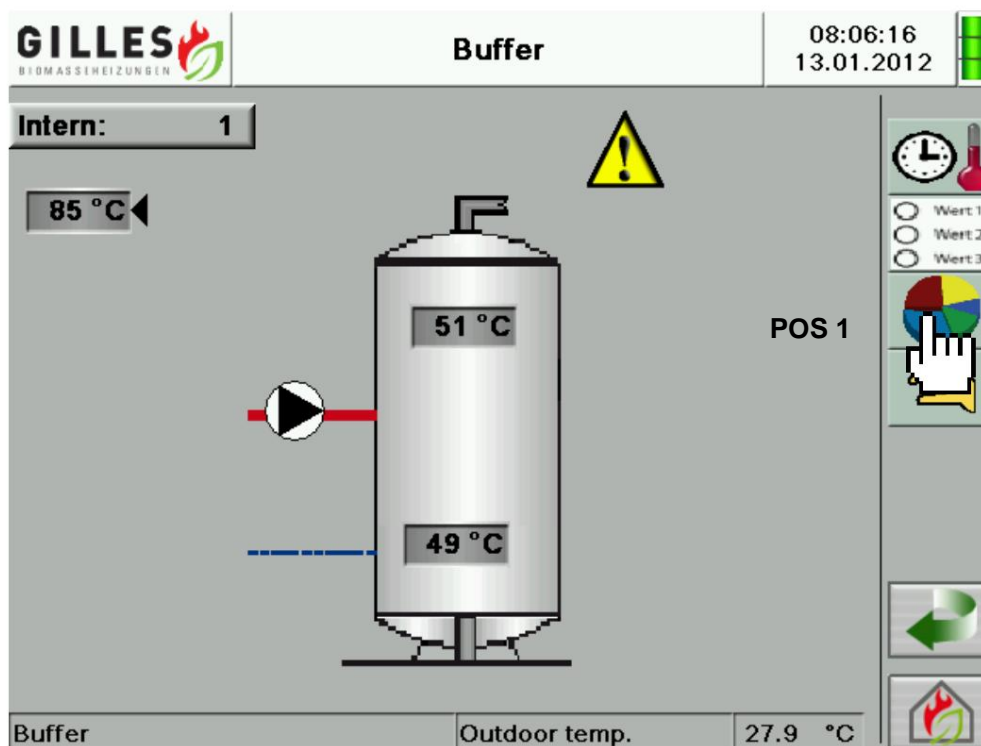 GILLES
BIOMASSEHEIZUNGEN
Buffer
08:06:16
13.01.2012
Intern: 1
85 °C
51 °C
POS 1
49 °C
Wert 1
Wert 2
Wert 3
Buffer
Outdoor temp.
27.9 °C